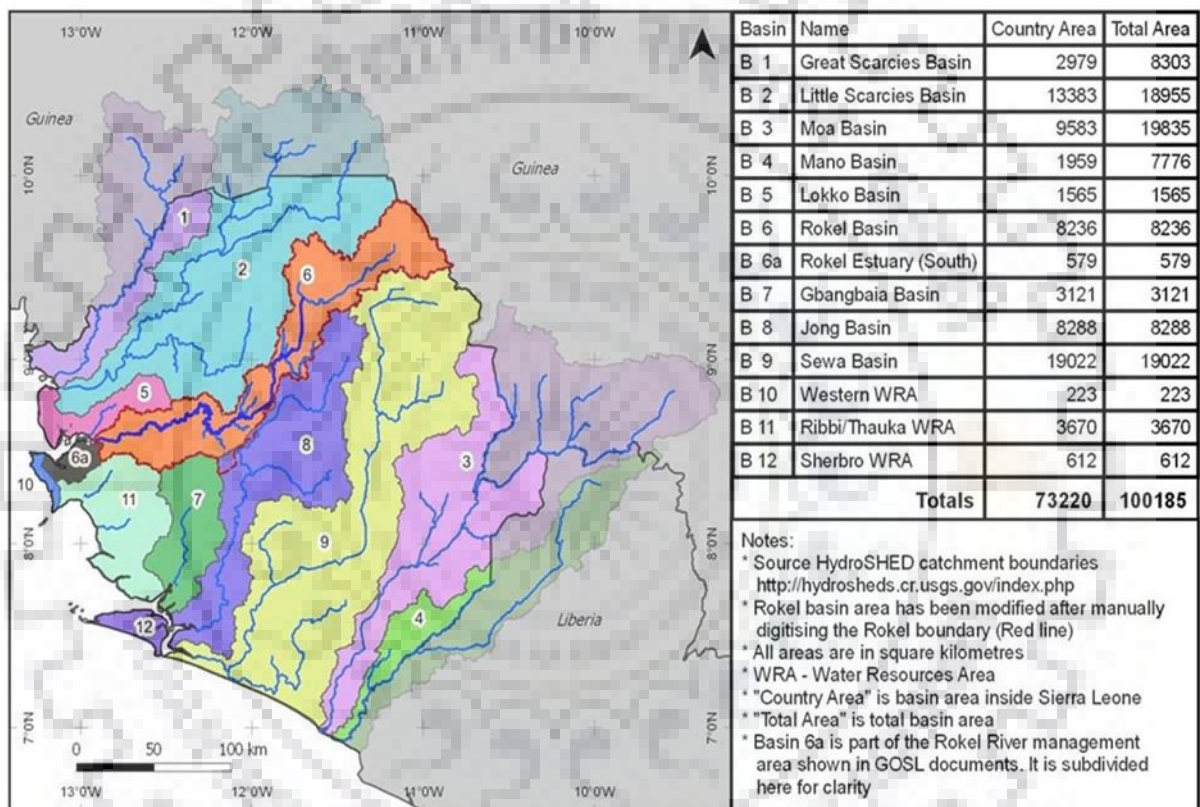 13°0'W 12°0'W 11°0'W 10°0'W
Guinea
Guinea
10°0'N
10°0'N
1
2
6
9°0'N
9°0'N
5
8
3
6a
10
11
7
9
8°0'N
8°0'N
12
4
Liberia
7°0'N
7°0'N
0 50 100 km
13°0'W 12°0'W 11°0'W 10°0'W
Basin Name Country Area Total Area
B 1 Great Scarcies Basin 2979 8303
B 2 Little Scarcies Basin 13383 18955
B 3 Moa Basin 9583 19835
B 4 Mano Basin 1959 7776
B 5 Lokko Basin 1565 1565
B 6 Rokel Basin 8236 8236
B 6a Rokel Estuary (South) 579 579
B 7 Gbangbaia Basin 3121 3121
B 8 Jong Basin 8288 8288
B 9 Sewa Basin 19022 19022
B 10 Western WRA 223 223
B 11 Ribbi/Thauka WRA 3670 3670
B 12 Sherbro WRA 612 612
Totals 73220 100185
Notes:
* Source HydroSHED catchment boundaries
http://hydrosheds.cr.usgs.gov/index.php
* Rokel basin area has been modified after manually
digitising the Rokel boundary (Red line)
* All areas are in square kilometres
* WRA - Water Resources Area
* "Country Area" is basin area inside Sierra Leone
* "Total Area" is total basin area
* Basin 6a is part of the Rokel River management
area shown in GOSL documents. It is subdivided
here for clarity